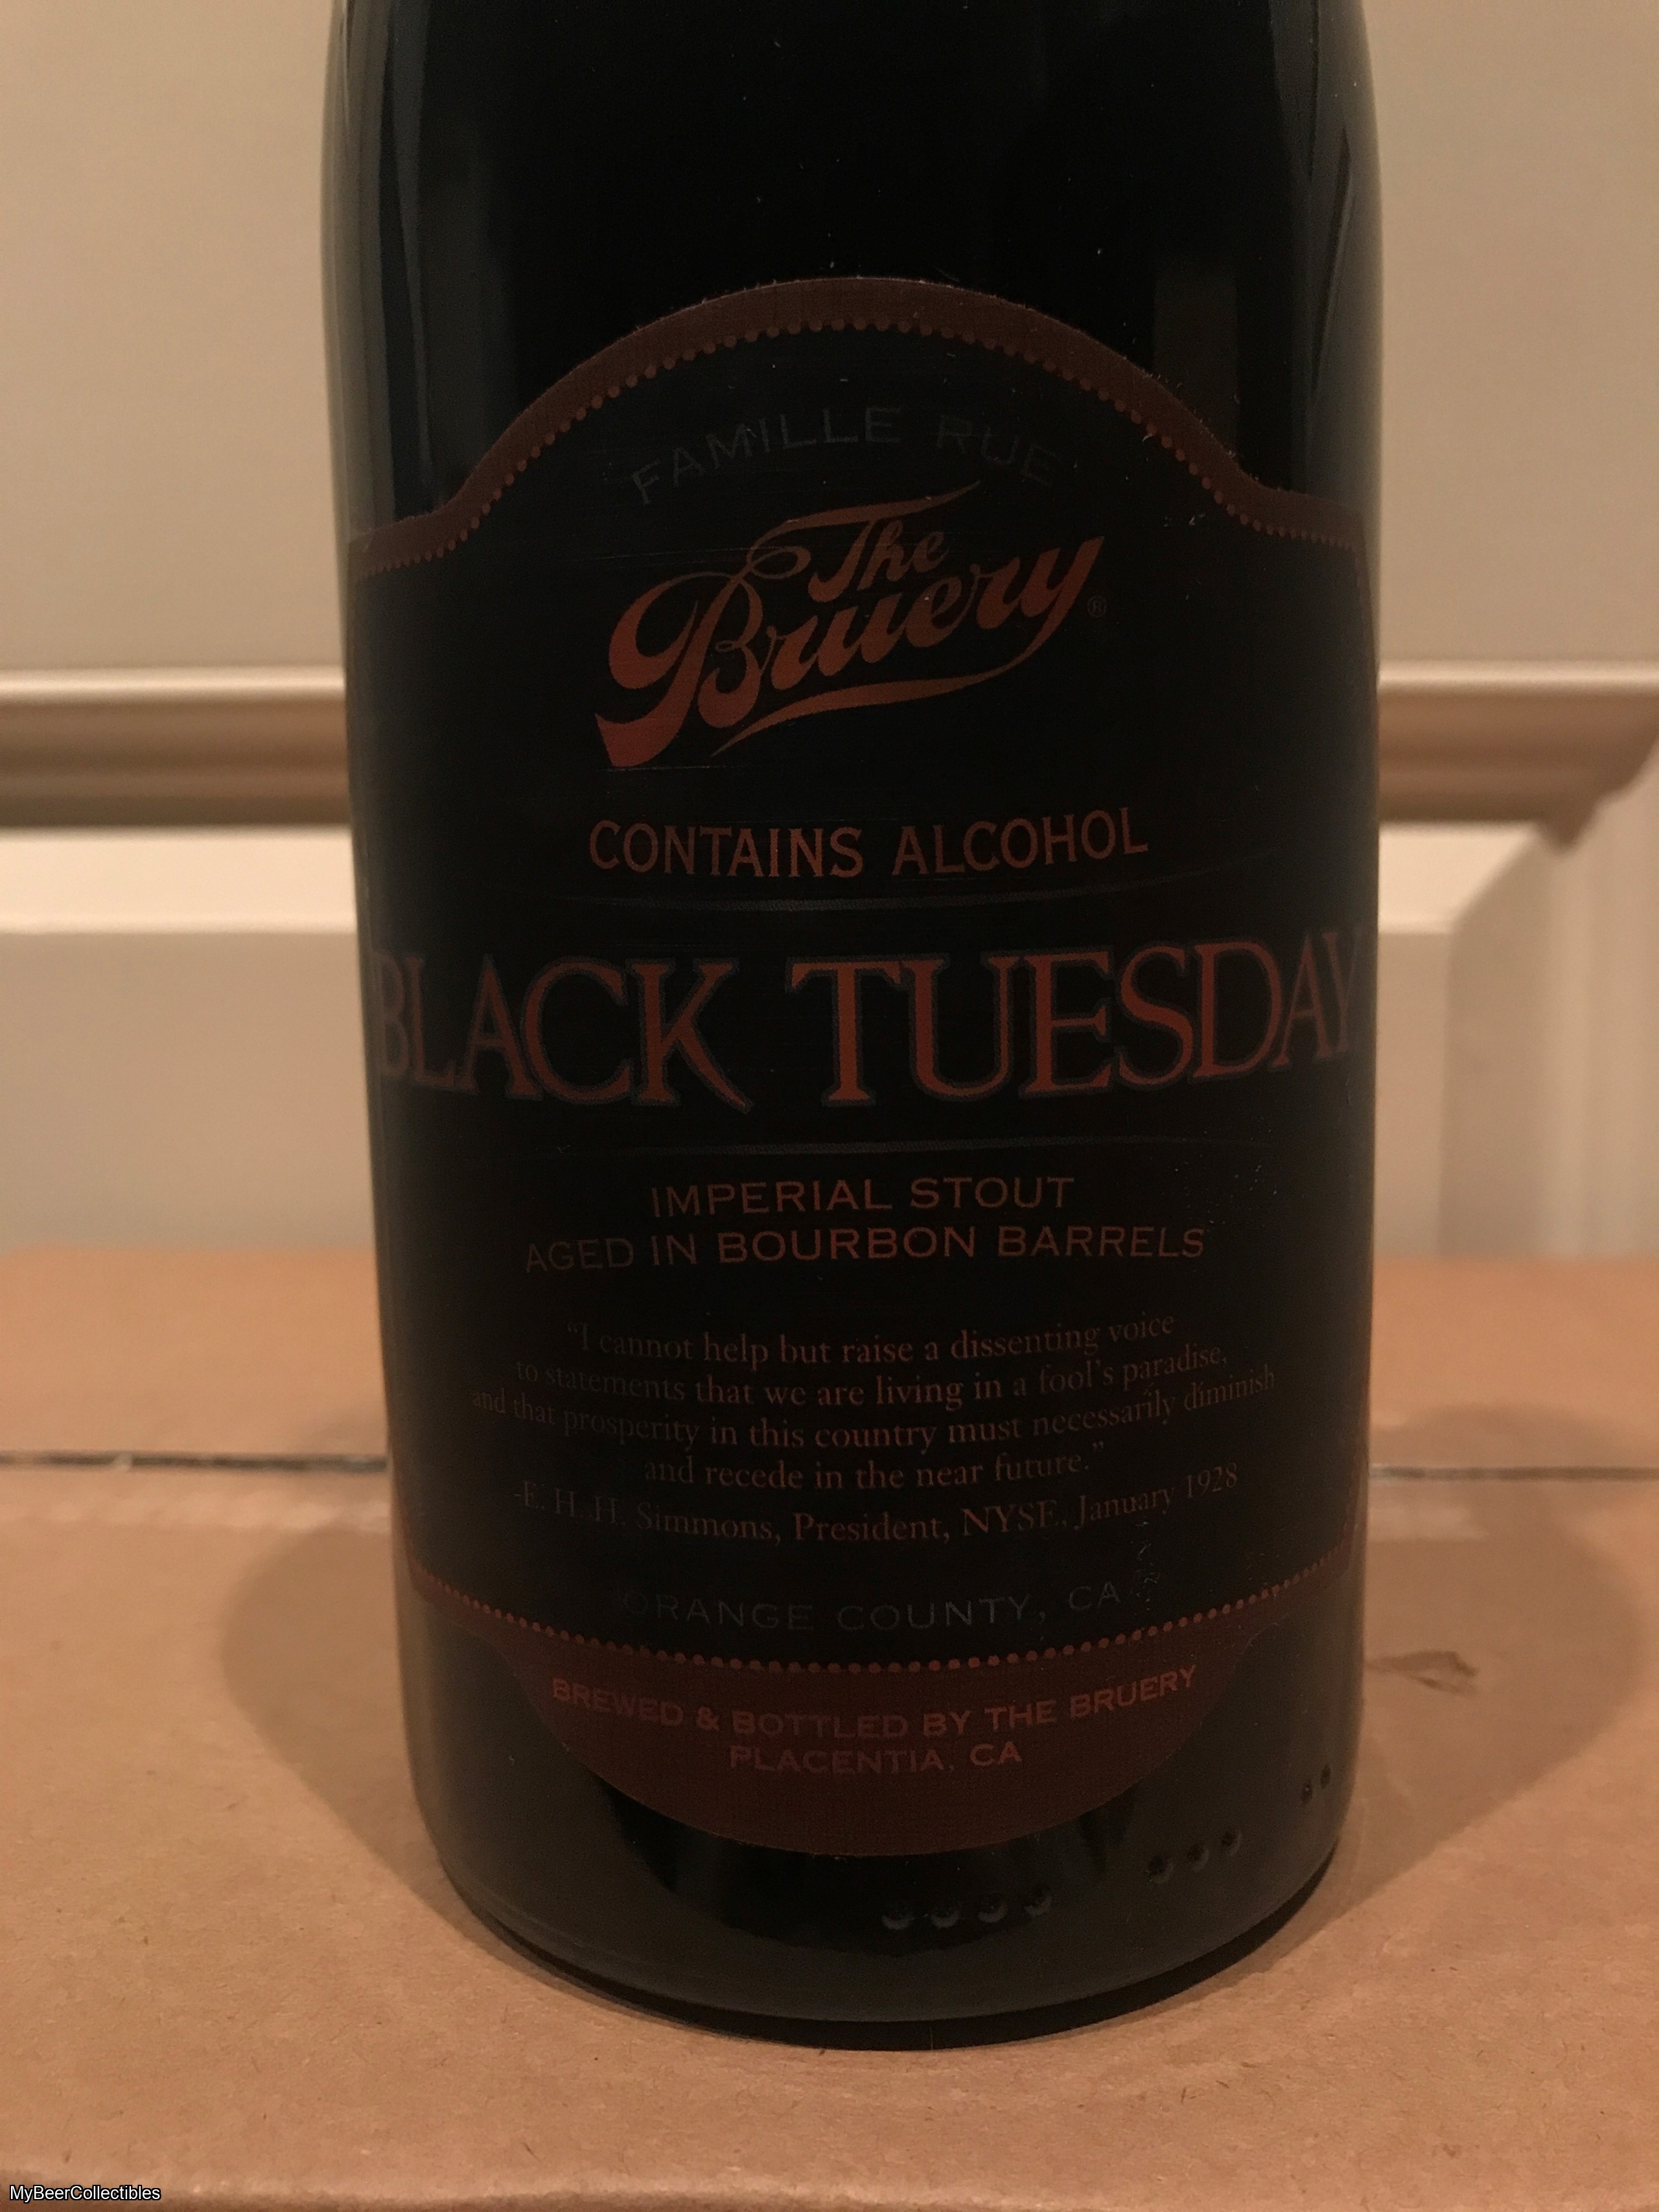 FAMILLE RUE
The
Bruery®
CONTAINS ALCOHOL
BLACK TUESDAY
IMPERIAL STOUT
AGED IN BOURBON BARRELS
“I cannot help but raise a dissenting voice
to statements that we are living in a fool’s paradise,
and that prosperity in this country must necessarily diminish
and recede in the near future.”
-E. H. H. Simmons, President, NYSE, January 1928
ORANGE COUNTY, CA
BREWED & BOTTLED BY THE BRUERY
PLACENTIA, CA
MyBeerCollectibles